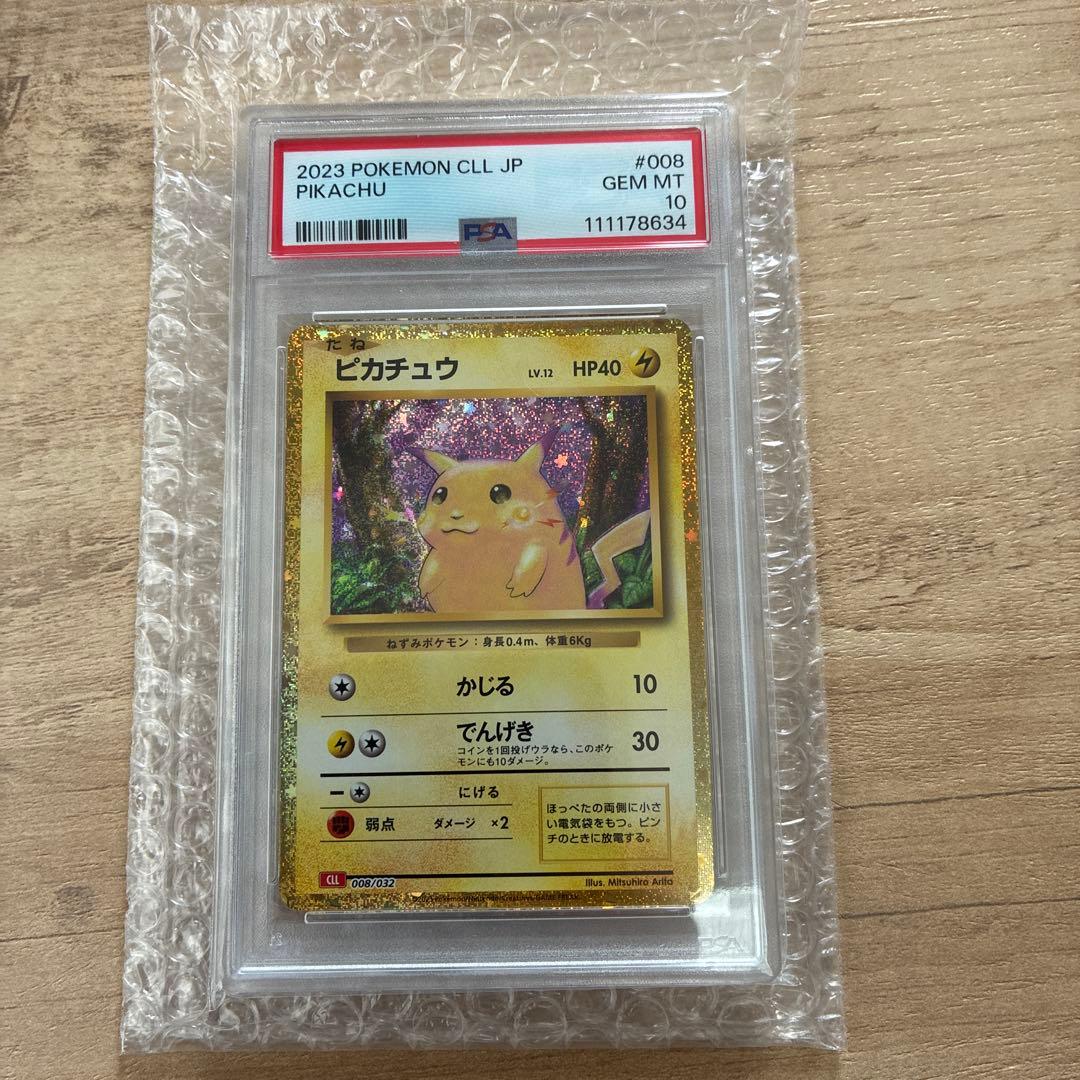 2023 POKEMON CLL JP #008
PIKACHU GEM MT
10
PSA 111178634
たね
ピカチュウ LV.12 HP40
ねずみポケモン：身長0.4m、体重6Kg
かじる 10
でんげき 30
コインを1回投げウラなら、このポケ
モンにも10ダメージ。
にげる
弱点 ダメージ ×2
ほっぺたの両側に小さ
い電気袋をもつ。ピン
チのときに放電する。
CLL 008/032 Illus. Mitsuhiro Arita
PSA